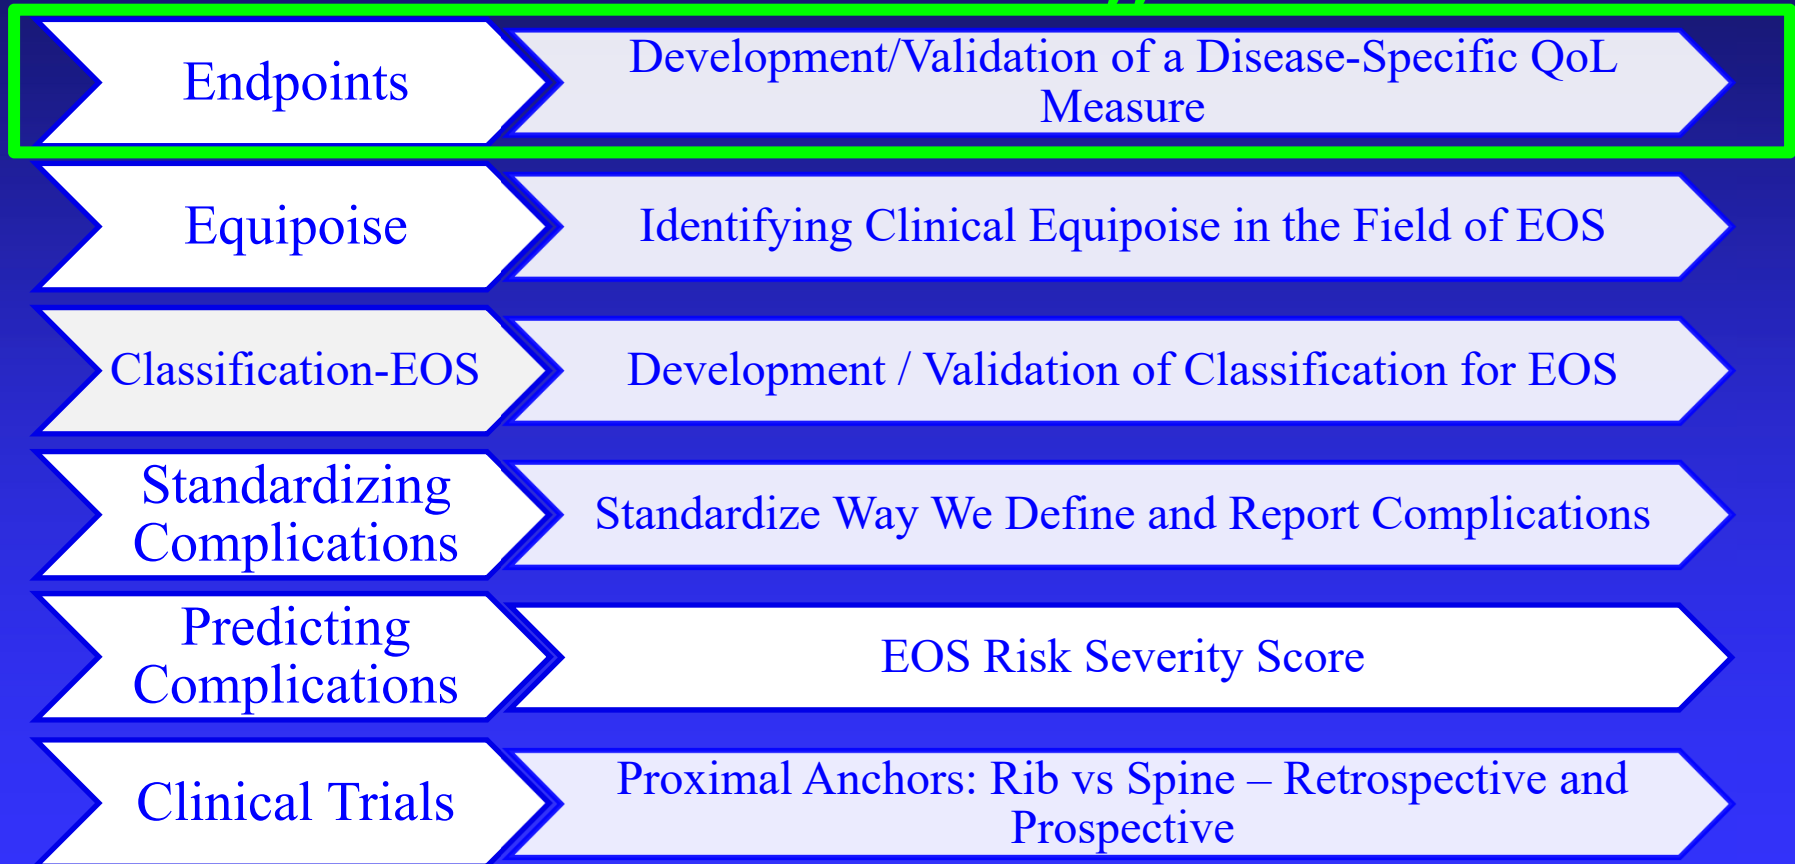 Endpoints
Development/Validation of a Disease-Specific QoL
Measure
Equipoise
Identifying Clinical Equipoise in the Field of EOS
Classification-EOS
Development / Validation of Classification for EOS
Standardizing
Complications
Standardize Way We Define and Report Complications
Predicting
Complications
EOS Risk Severity Score
Clinical Trials
Proximal Anchors: Rib vs Spine – Retrospective and
Prospective